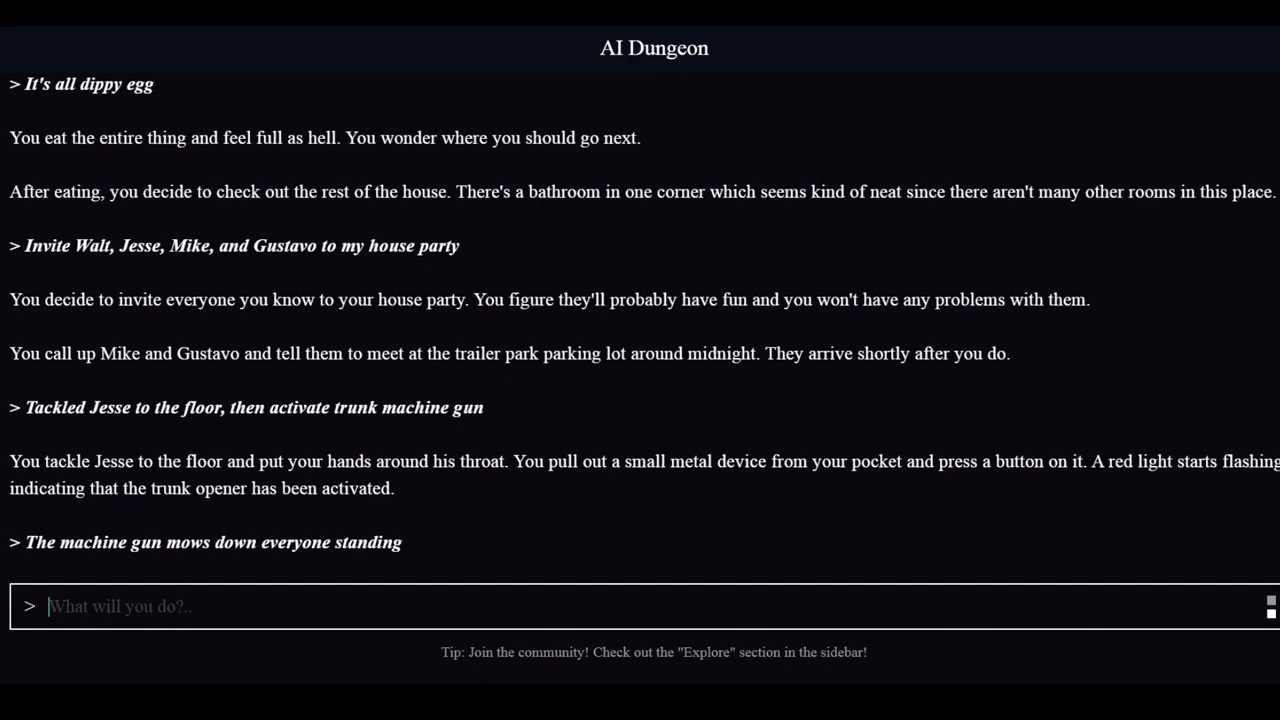 AI Dungeon
> It's all dippy egg
You eat the entire thing and feel full as hell. You wonder where you should go next.
After eating, you decide to check out the rest of the house. There's a bathroom in one corner which seems kind of neat since there aren't many other rooms in this place.
> Invite Walt, Jesse, Mike, and Gustavo to my house party
You decide to invite everyone you know to your house party. You figure they'll probably have fun and you won't have any problems with them.
You call up Mike and Gustavo and tell them to meet at the trailer park parking lot around midnight. They arrive shortly after you do.
> Tackled Jesse to the floor, then activate trunk machine gun
You tackle Jesse to the floor and put your hands around his throat. You pull out a small metal device from your pocket and press a button on it. A red light starts flashing
indicating that the trunk opener has been activated.
> The machine gun mows down everyone standing
> What will you do?..
Tip: Join the community! Check out the "Explore" section in the sidebar!